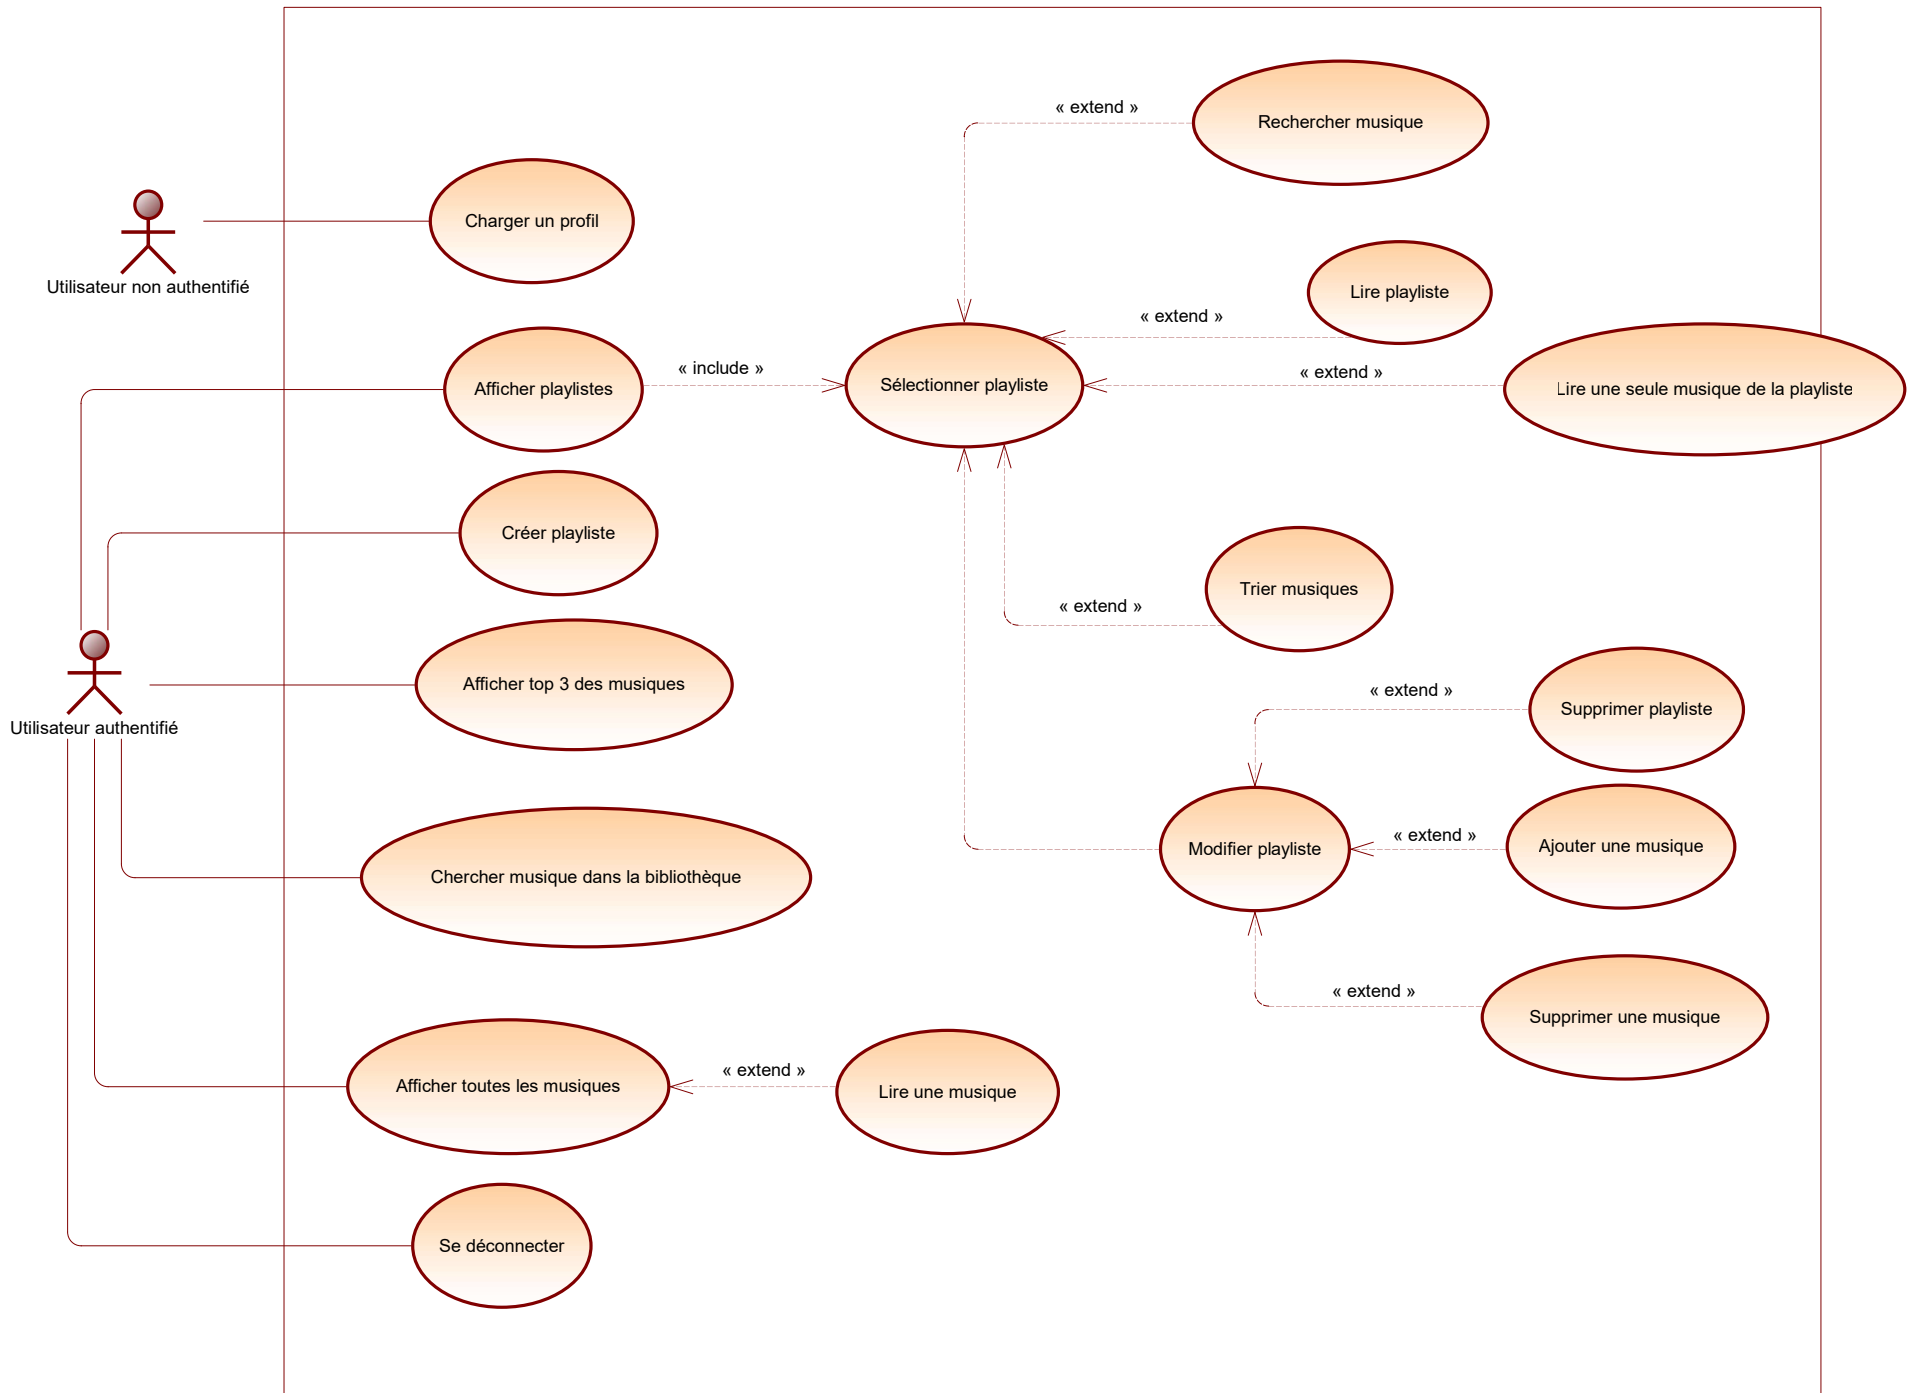 « extend »
Rechercher musique
Charger un profil
Utilisateur non authentifié
Lire playliste
« extend »
« include »
« extend »
Afficher playlistes
Sélectionner playliste
Lire une seule musique de la playliste
Créer playliste
Trier musiques
« extend »
Afficher top 3 des musiques
« extend »
Supprimer playliste
Utilisateur authentifié
« extend »
Modifier playliste
Ajouter une musique
Chercher musique dans la bibliothèque
« extend »
Supprimer une musique
« extend »
Afficher toutes les musiques
Lire une musique
Se déconnecter